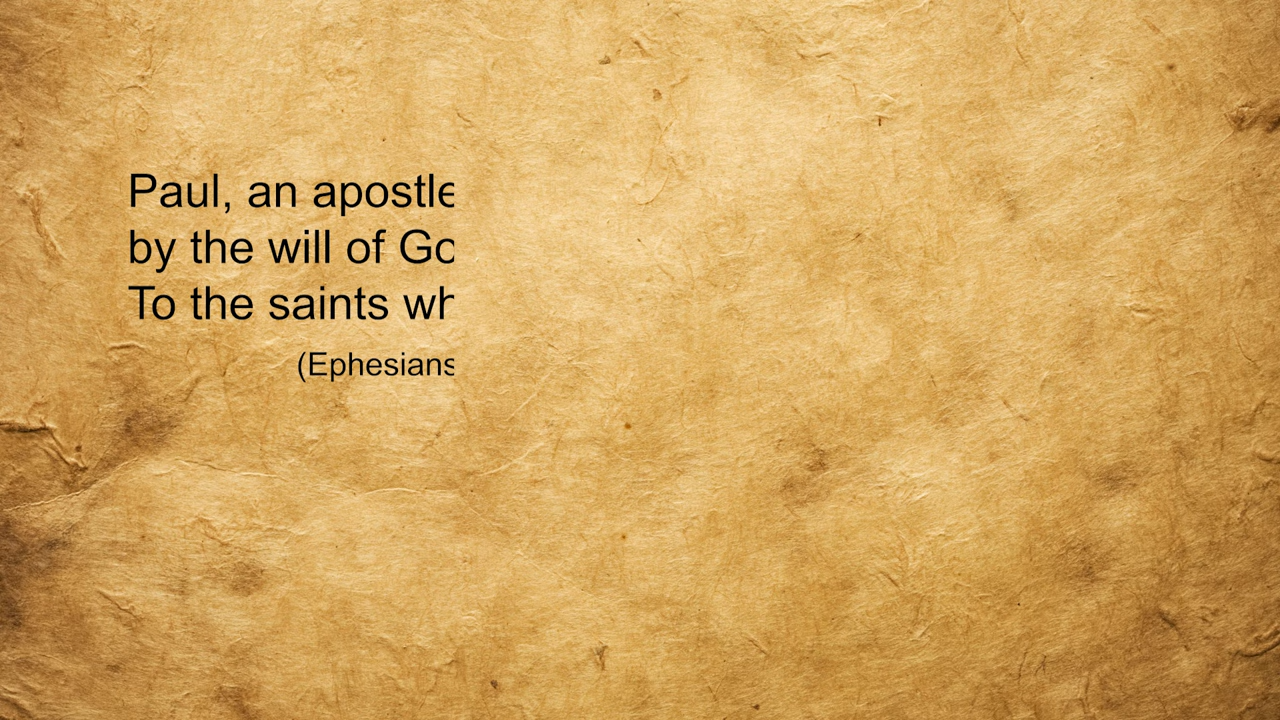 Paul, an apostle
by the will of Go
To the saints wh
(Ephesians